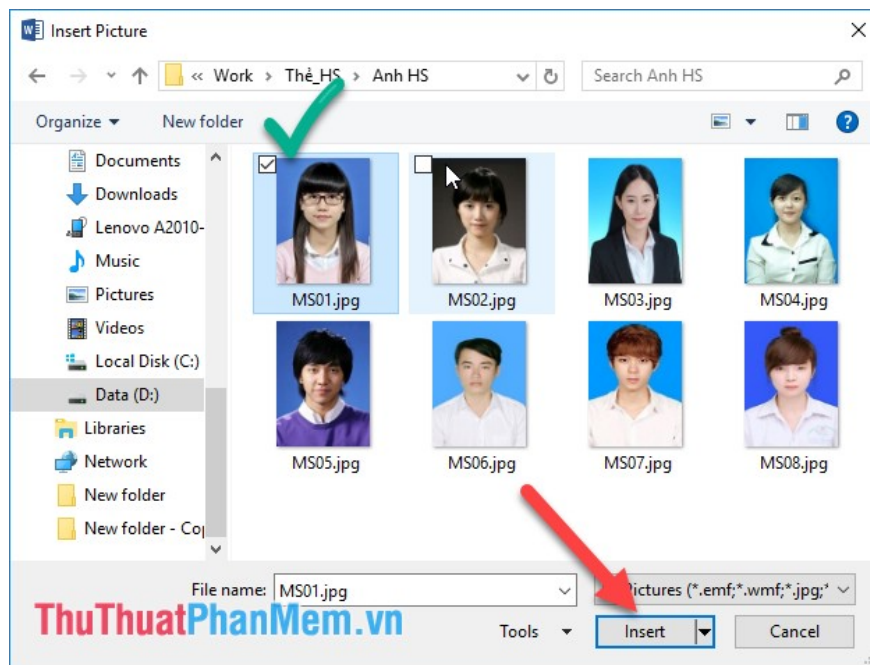 Insert Picture
« Work › Thẻ_HS › Anh HS
Search Anh HS
Organize
New folder
Documents
Downloads
Lenovo A2010-
Music
Pictures
Videos
Local Disk (C:)
Data (D:)
Libraries
Network
New folder
New folder - Cop
MS01.jpg
MS02.jpg
MS03.jpg
MS04.jpg
MS05.jpg
MS06.jpg
MS07.jpg
MS08.jpg
File name: MS01.jpg
Pictures (*.emf;*.wmf;*.jpg;*
ThuThuatPhanMem.vn
Tools
Insert
Cancel